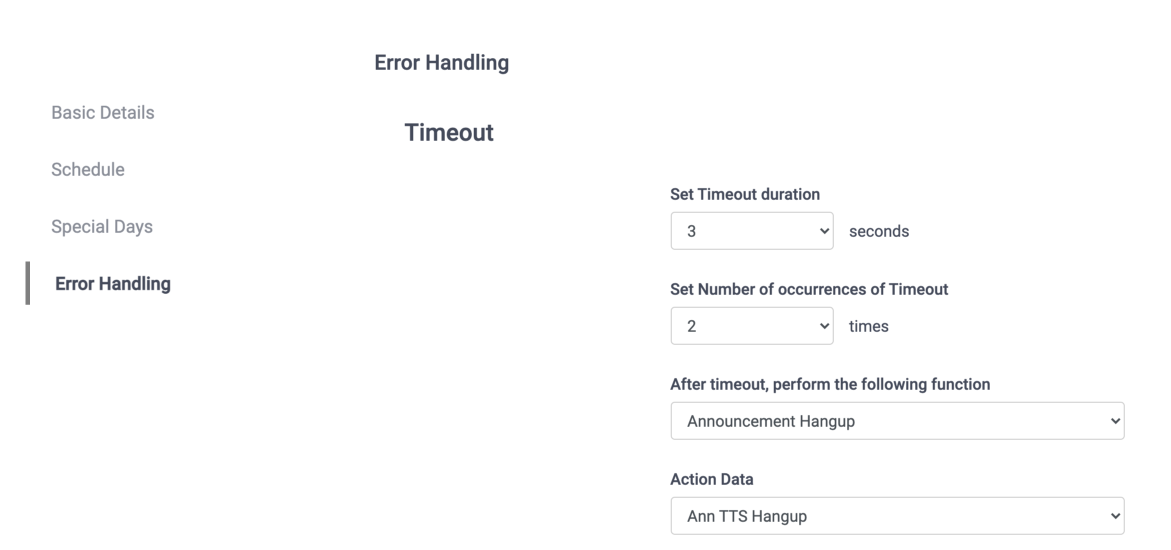 Error Handling
Basic Details
Timeout
Schedule
Special Days
Error Handling
Set Timeout duration
3 seconds
Set Number of occurrences of Timeout
2 times
After timeout, perform the following function
Announcement Hangup
Action Data
Ann TTS Hangup